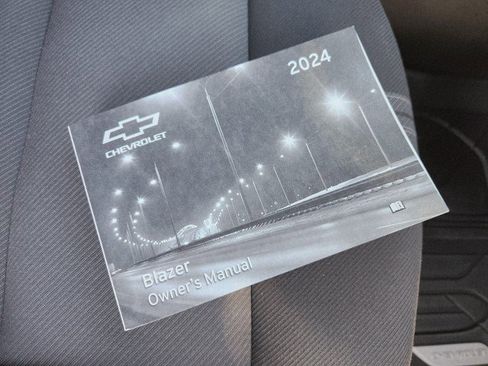 2024
CHEVROLET
Blazer
Owner's Manual